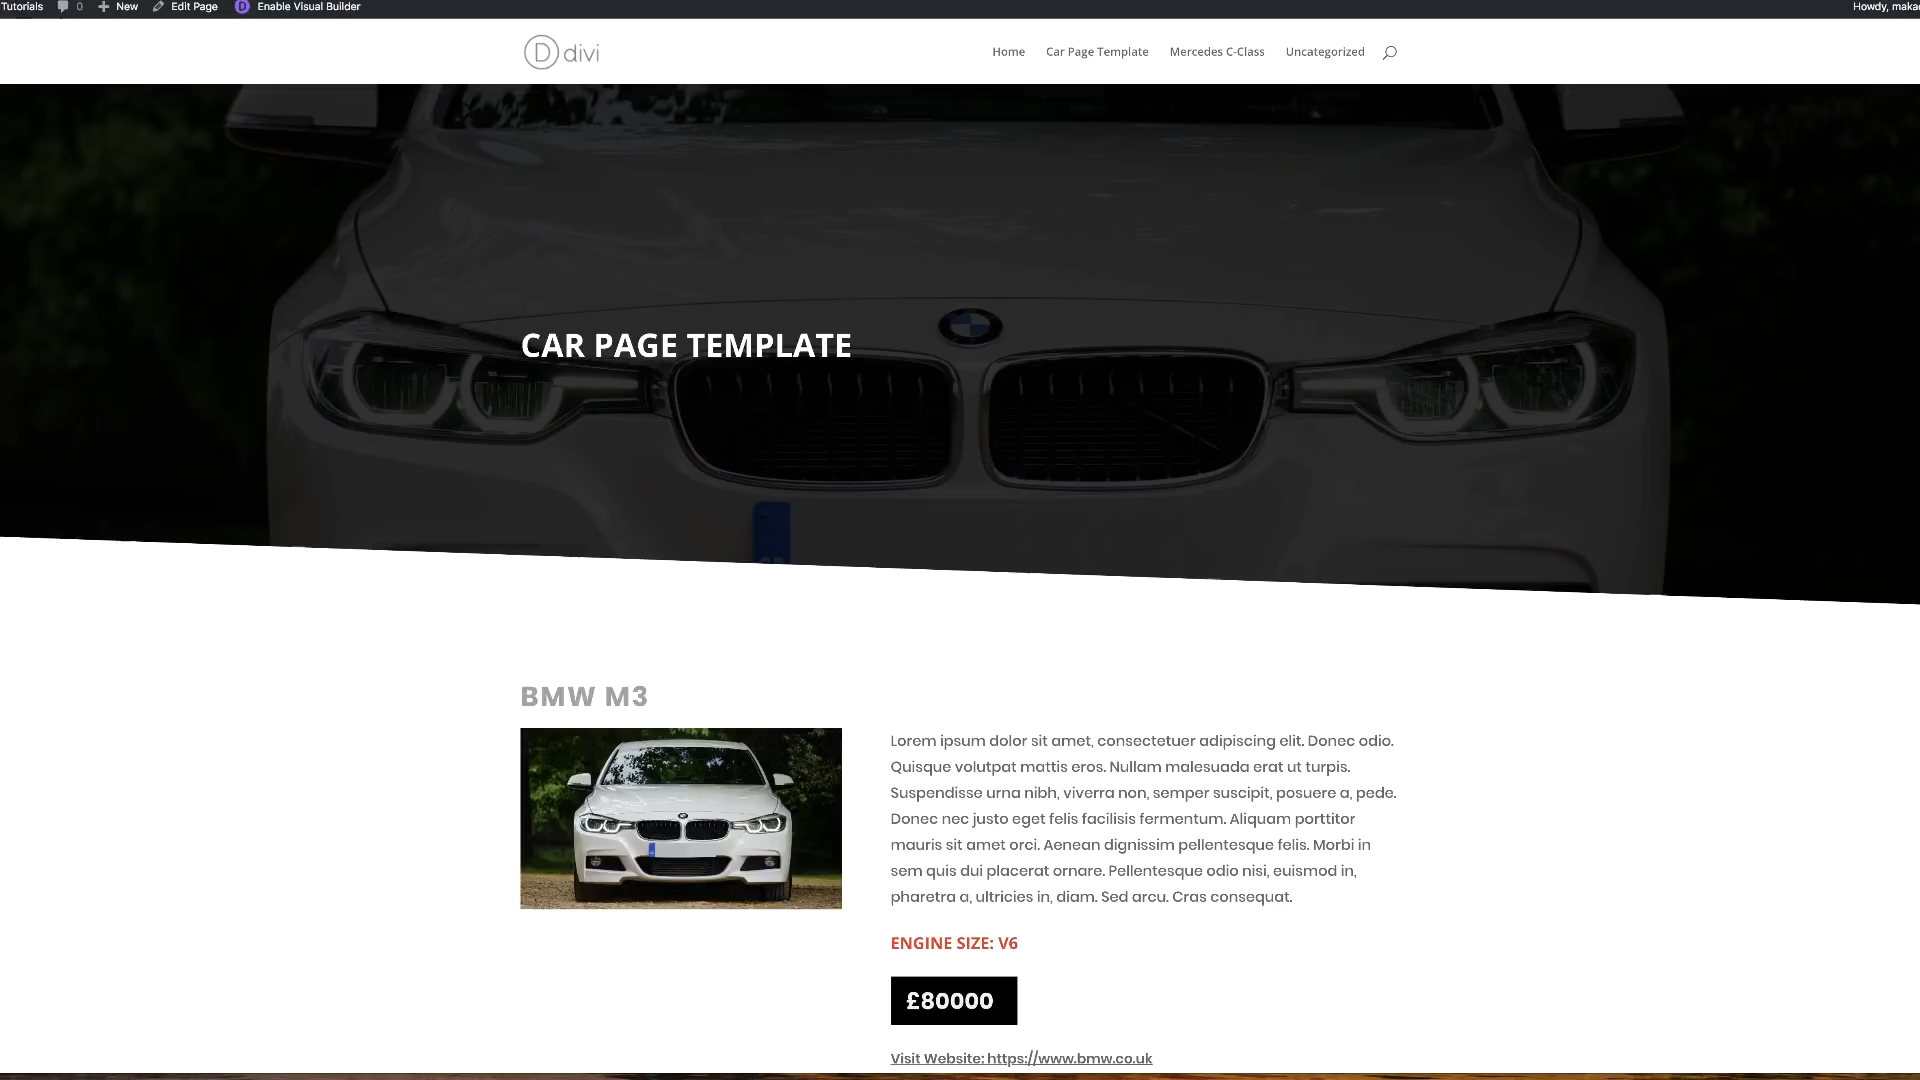 Tutorials 0 New Edit Page Enable Visual Builder Howdy,
D divi Home Car Page Template Mercedes C-Class Uncategorized
CAR PAGE TEMPLATE
BMW M3
Lorem ipsum dolor sit amet, consectetuer adipiscing elit. Donec odio.
Quisque volutpat mattis eros. Nullam malesuada erat ut turpis.
Suspendisse urna nibh, viverra non, semper suscipit, posuere a, pede.
Donec nec justo eget felis facilisis fermentum. Aliquam porttitor
mauris sit amet orci. Aenean dignissim pellentesque felis. Morbi in
sem quis dui placerat ornare. Pellentesque odio nisi, euismod in,
pharetra a, ultricies in, diam. Sed arcu. Cras consequat.
ENGINE SIZE: V6
£80000
Visit Website: https://www.bmw.co.uk